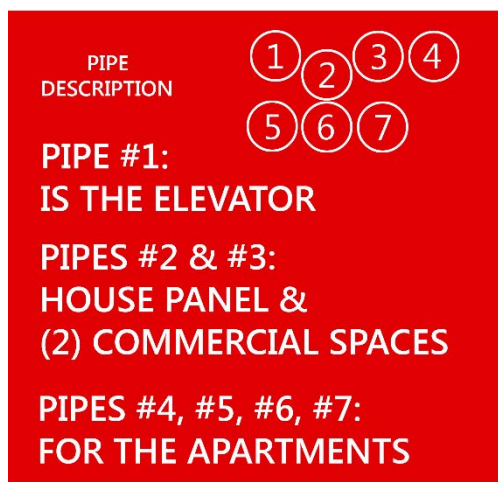 PIPE
DESCRIPTION
1 2 3 4
5 6 7
PIPE #1:
IS THE ELEVATOR
PIPES #2 & #3:
HOUSE PANEL &
(2) COMMERCIAL SPACES
PIPES #4, #5, #6, #7:
FOR THE APARTMENTS